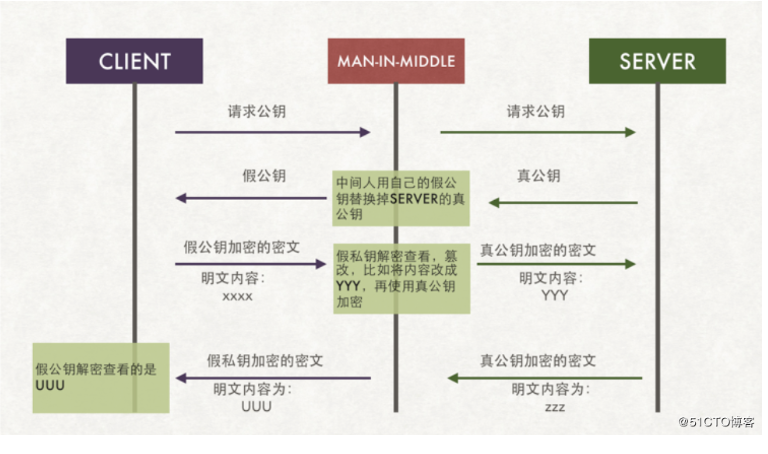 CLIENT
MAN-IN-MIDDLE
SERVER
请求公钥
请求公钥
假公钥
中间人用自己的假公
钥替换掉SERVER的真
公钥
真公钥
假公钥加密的密文
明文内容：
xxxx
假私钥解密查看，篡
改，比如将内容改成
YYY，再使用真公钥
加密
真公钥加密的密文
明文内容：
YYY
假公钥解密查看的是
UUU
假私钥加密的密文
明文内容为：
UUU
真公钥加密的密文
明文内容为：
zzz
@51CTO博客